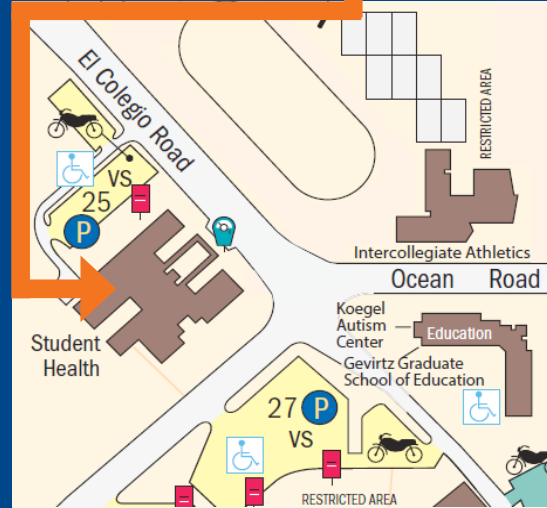 El Colegio Road
RESTRICTED AREA
VS
25
P
Intercollegiate Athletics
Ocean Road
Koegel
Autism
Center
Education
Gevirtz Graduate
School of Education
Student
Health
27 P
VS
RESTRICTED AREA